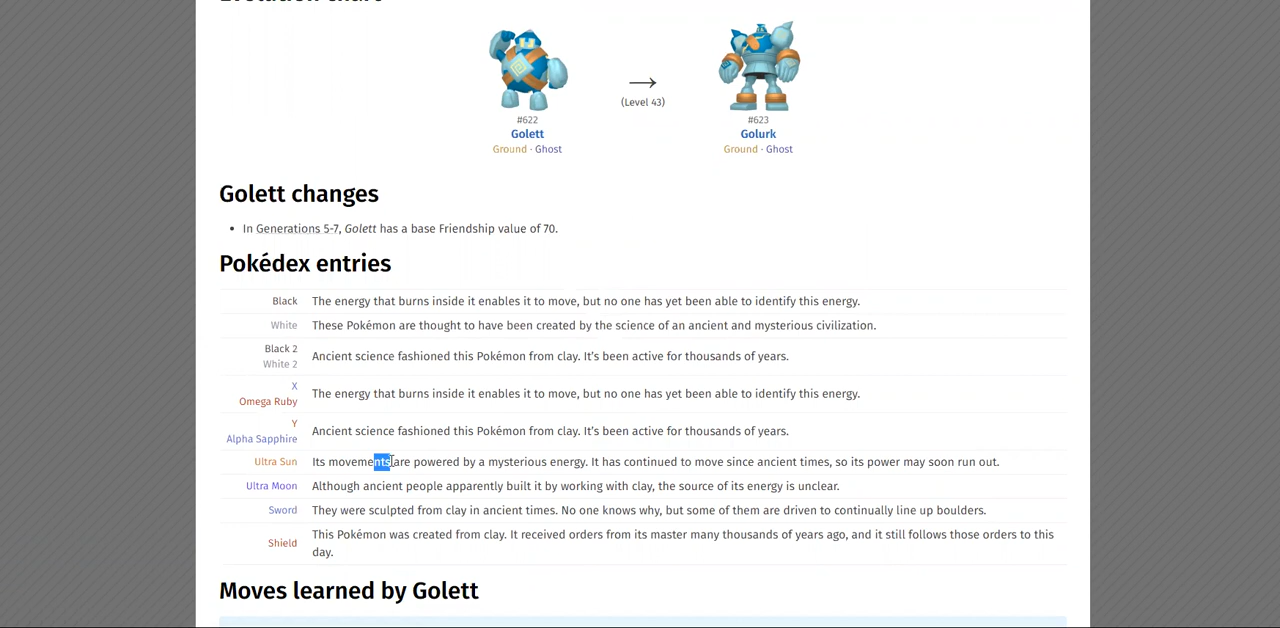 #622
#623
(Level 43)
Golett
Golurk
Ground · Ghost
Ground · Ghost
Golett changes
▪ In Generations 5-7, Golett has a base Friendship value of 70.
Pokédex entries
Black
The energy that burns inside it enables it to move, but no one has yet been able to identify this energy.
White
These Pokémon are thought to have been created by the science of an ancient and mysterious civilization.
Black 2
White 2
Ancient science fashioned this Pokémon from clay. It’s been active for thousands of years.
X
Omega Ruby
The energy that burns inside it enables it to move, but no one has yet been able to identify this energy.
Y
Alpha Sapphire
Ancient science fashioned this Pokémon from clay. It’s been active for thousands of years.
Ultra Sun
Its movements are powered by a mysterious energy. It has continued to move since ancient times, so its power may soon run out.
Ultra Moon
Although ancient people apparently built it by working with clay, the source of its energy is unclear.
Sword
They were sculpted from clay in ancient times. No one knows why, but some of them are driven to continually line up boulders.
Shield
This Pokémon was created from clay. It received orders from its master many thousands of years ago, and it still follows those orders to this
day.
Moves learned by Golett